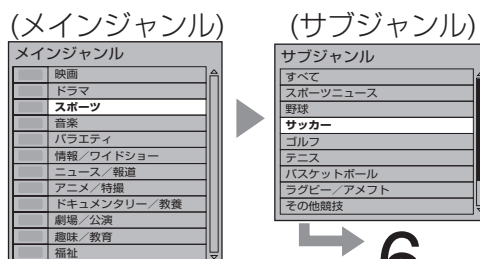 (メインジャンル)
メインジャンル
映画
ドラマ
スポーツ
音楽
バラエティ
情報／ワイドショー
ニュース／報道
アニメ／特撮
ドキュメンタリー／教養
劇場／公演
趣味／教育
福祉
(サブジャンル)
サブジャンル
すべて
スポーツニュース
野球
サッカー
ゴルフ
テニス
バスケットボール
ラグビー／アメフト
その他競技
6